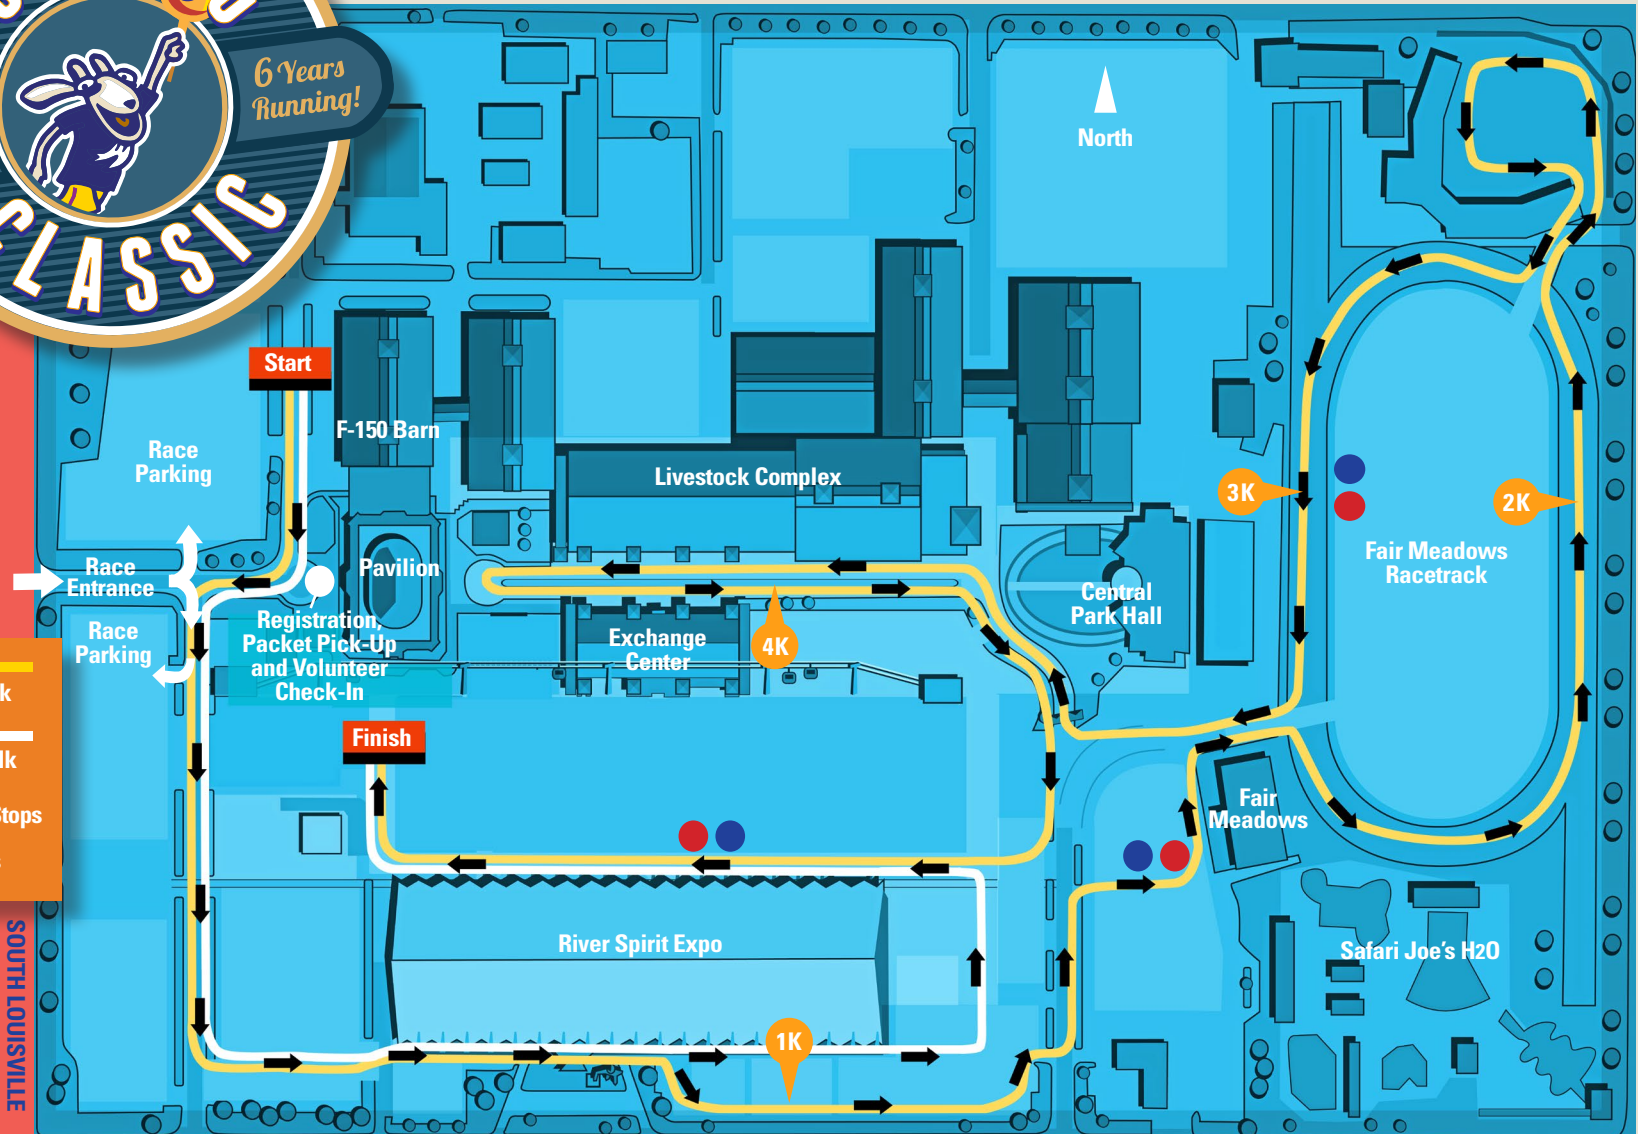 6 Years
Running!
CLASSIC
North
Start
F-150 Barn
Race
Parking
Livestock Complex
3K
2K
Fair Meadows
Racetrack
Race
Entrance
Pavilion
Central
Park Hall
Registration,
Packet Pick-Up
and Volunteer
Check-In
Race
Parking
Exchange
Center
4K
Finish
Fair
Meadows
Stops
River Spirit Expo
Safari Joe's H2O
1K
SOUTH LOUISVILLE